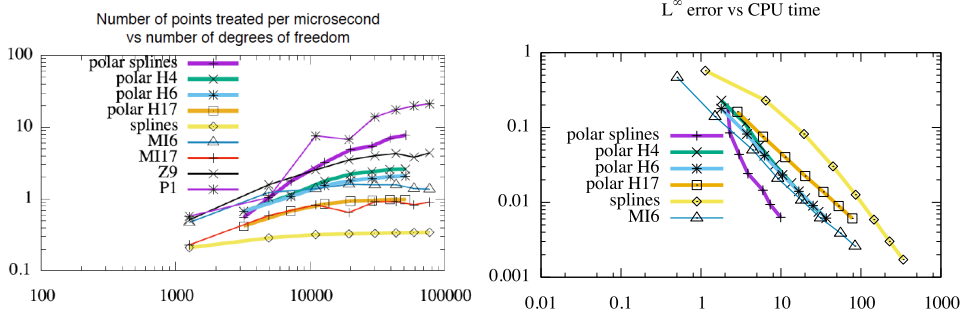 Number of points treated per microsecond
vs number of degrees of freedom
100
10
1
0.1
polar splines
polar H4
polar H6
polar H17
splines
MI6
MI17
Z9
P1
100 1000 10000 100000
L∞ error vs CPU time
1
0.1
0.01
0.001
polar splines
polar H4
polar H6
polar H17
splines
MI6
0.01 0.1 1 10 100 1000